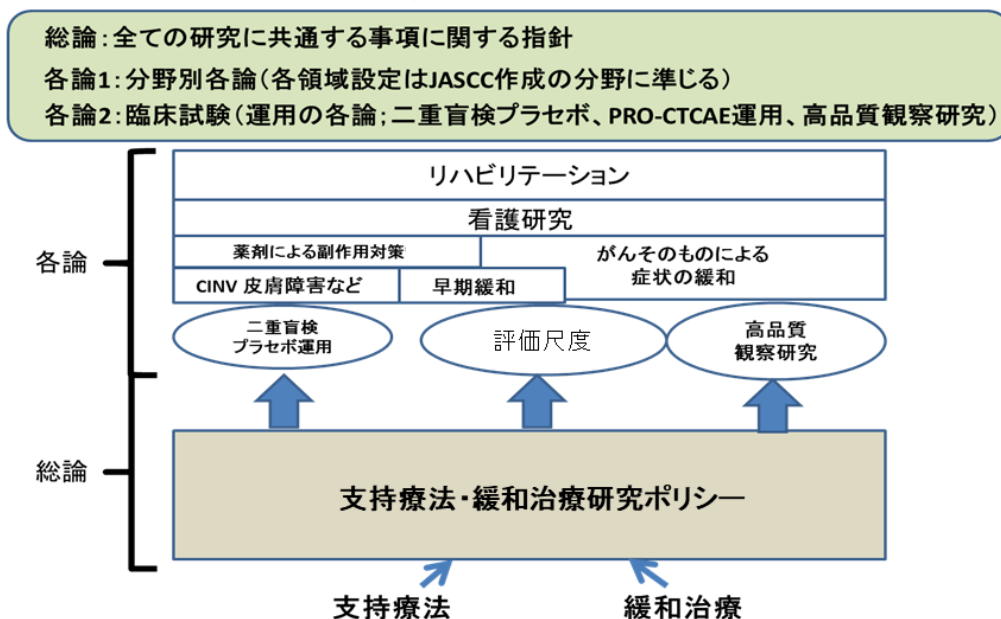 総論：全ての研究に共通する事項に関する指針
各論1：分野別各論（各領域設定はJASCC作成の分野に準じる）
各論2：臨床試験（運用の各論；二重盲検プラセボ、PRO-CTCAE運用、高品質観察研究）
各論
リハビリテーション
看護研究
薬剤による副作用対策
がんそのものによる
症状の緩和
CINV 皮膚障害など
早期緩和
二重盲検
プラセボ運用
評価尺度
高品質
観察研究
総論
支持療法・緩和治療研究ポリシー
支持療法
緩和治療